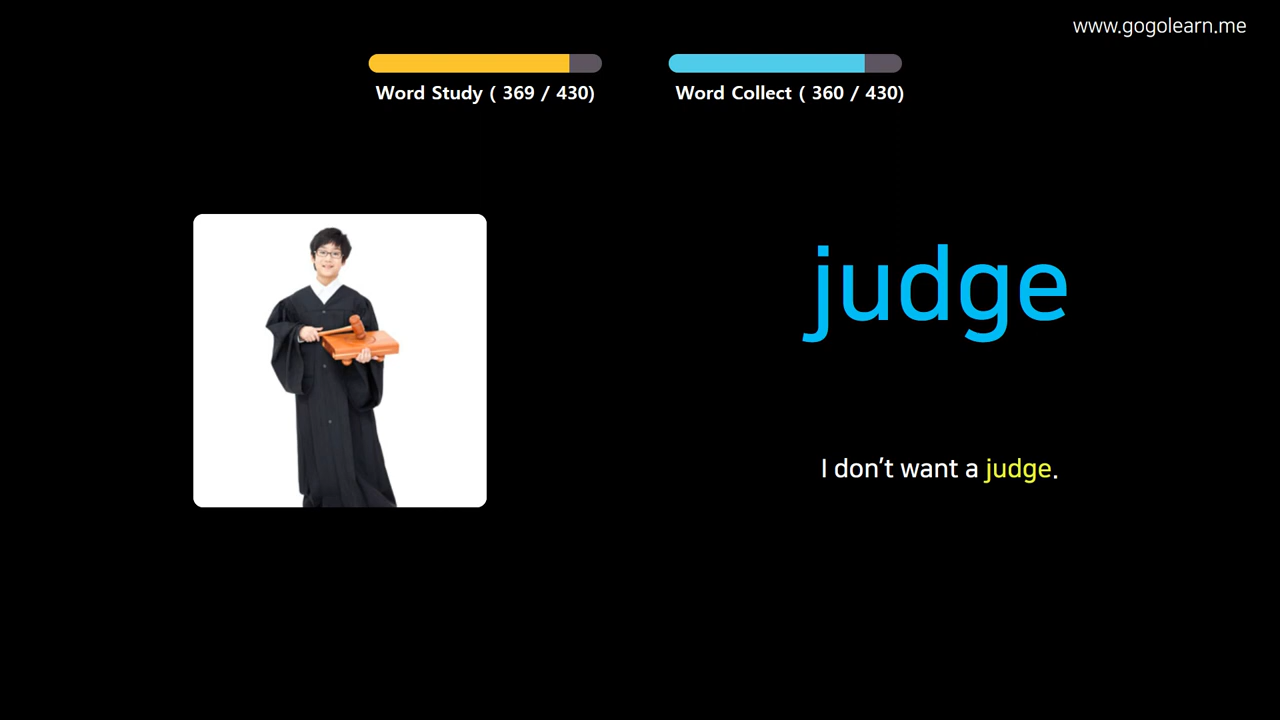 www.gogolearn.me
Word Study ( 369 / 430)
Word Collect ( 360 / 430)
judge
I don’t want a judge.